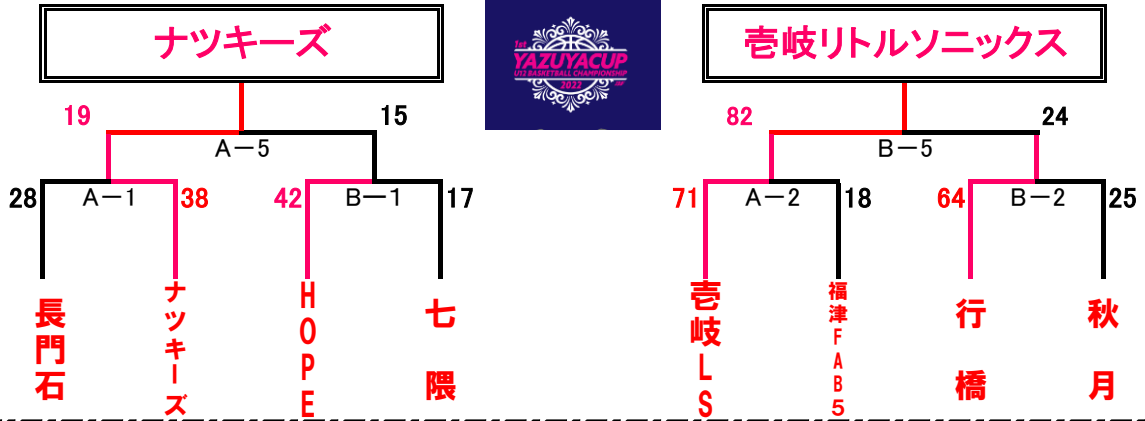 ナツキーズ
1st
YAZUYACUP
U12 BASKETBALL CHAMPIONSHIP
2022
壱岐リトルソニックス
19
15
A-5
82
24
B-5
28
A-1
38
42
B-1
17
71
A-2
18
64
B-2
25
長門石
ナツキーズ
HOPE
七隈
壱岐LS
福津FAB5
行橋
秋月